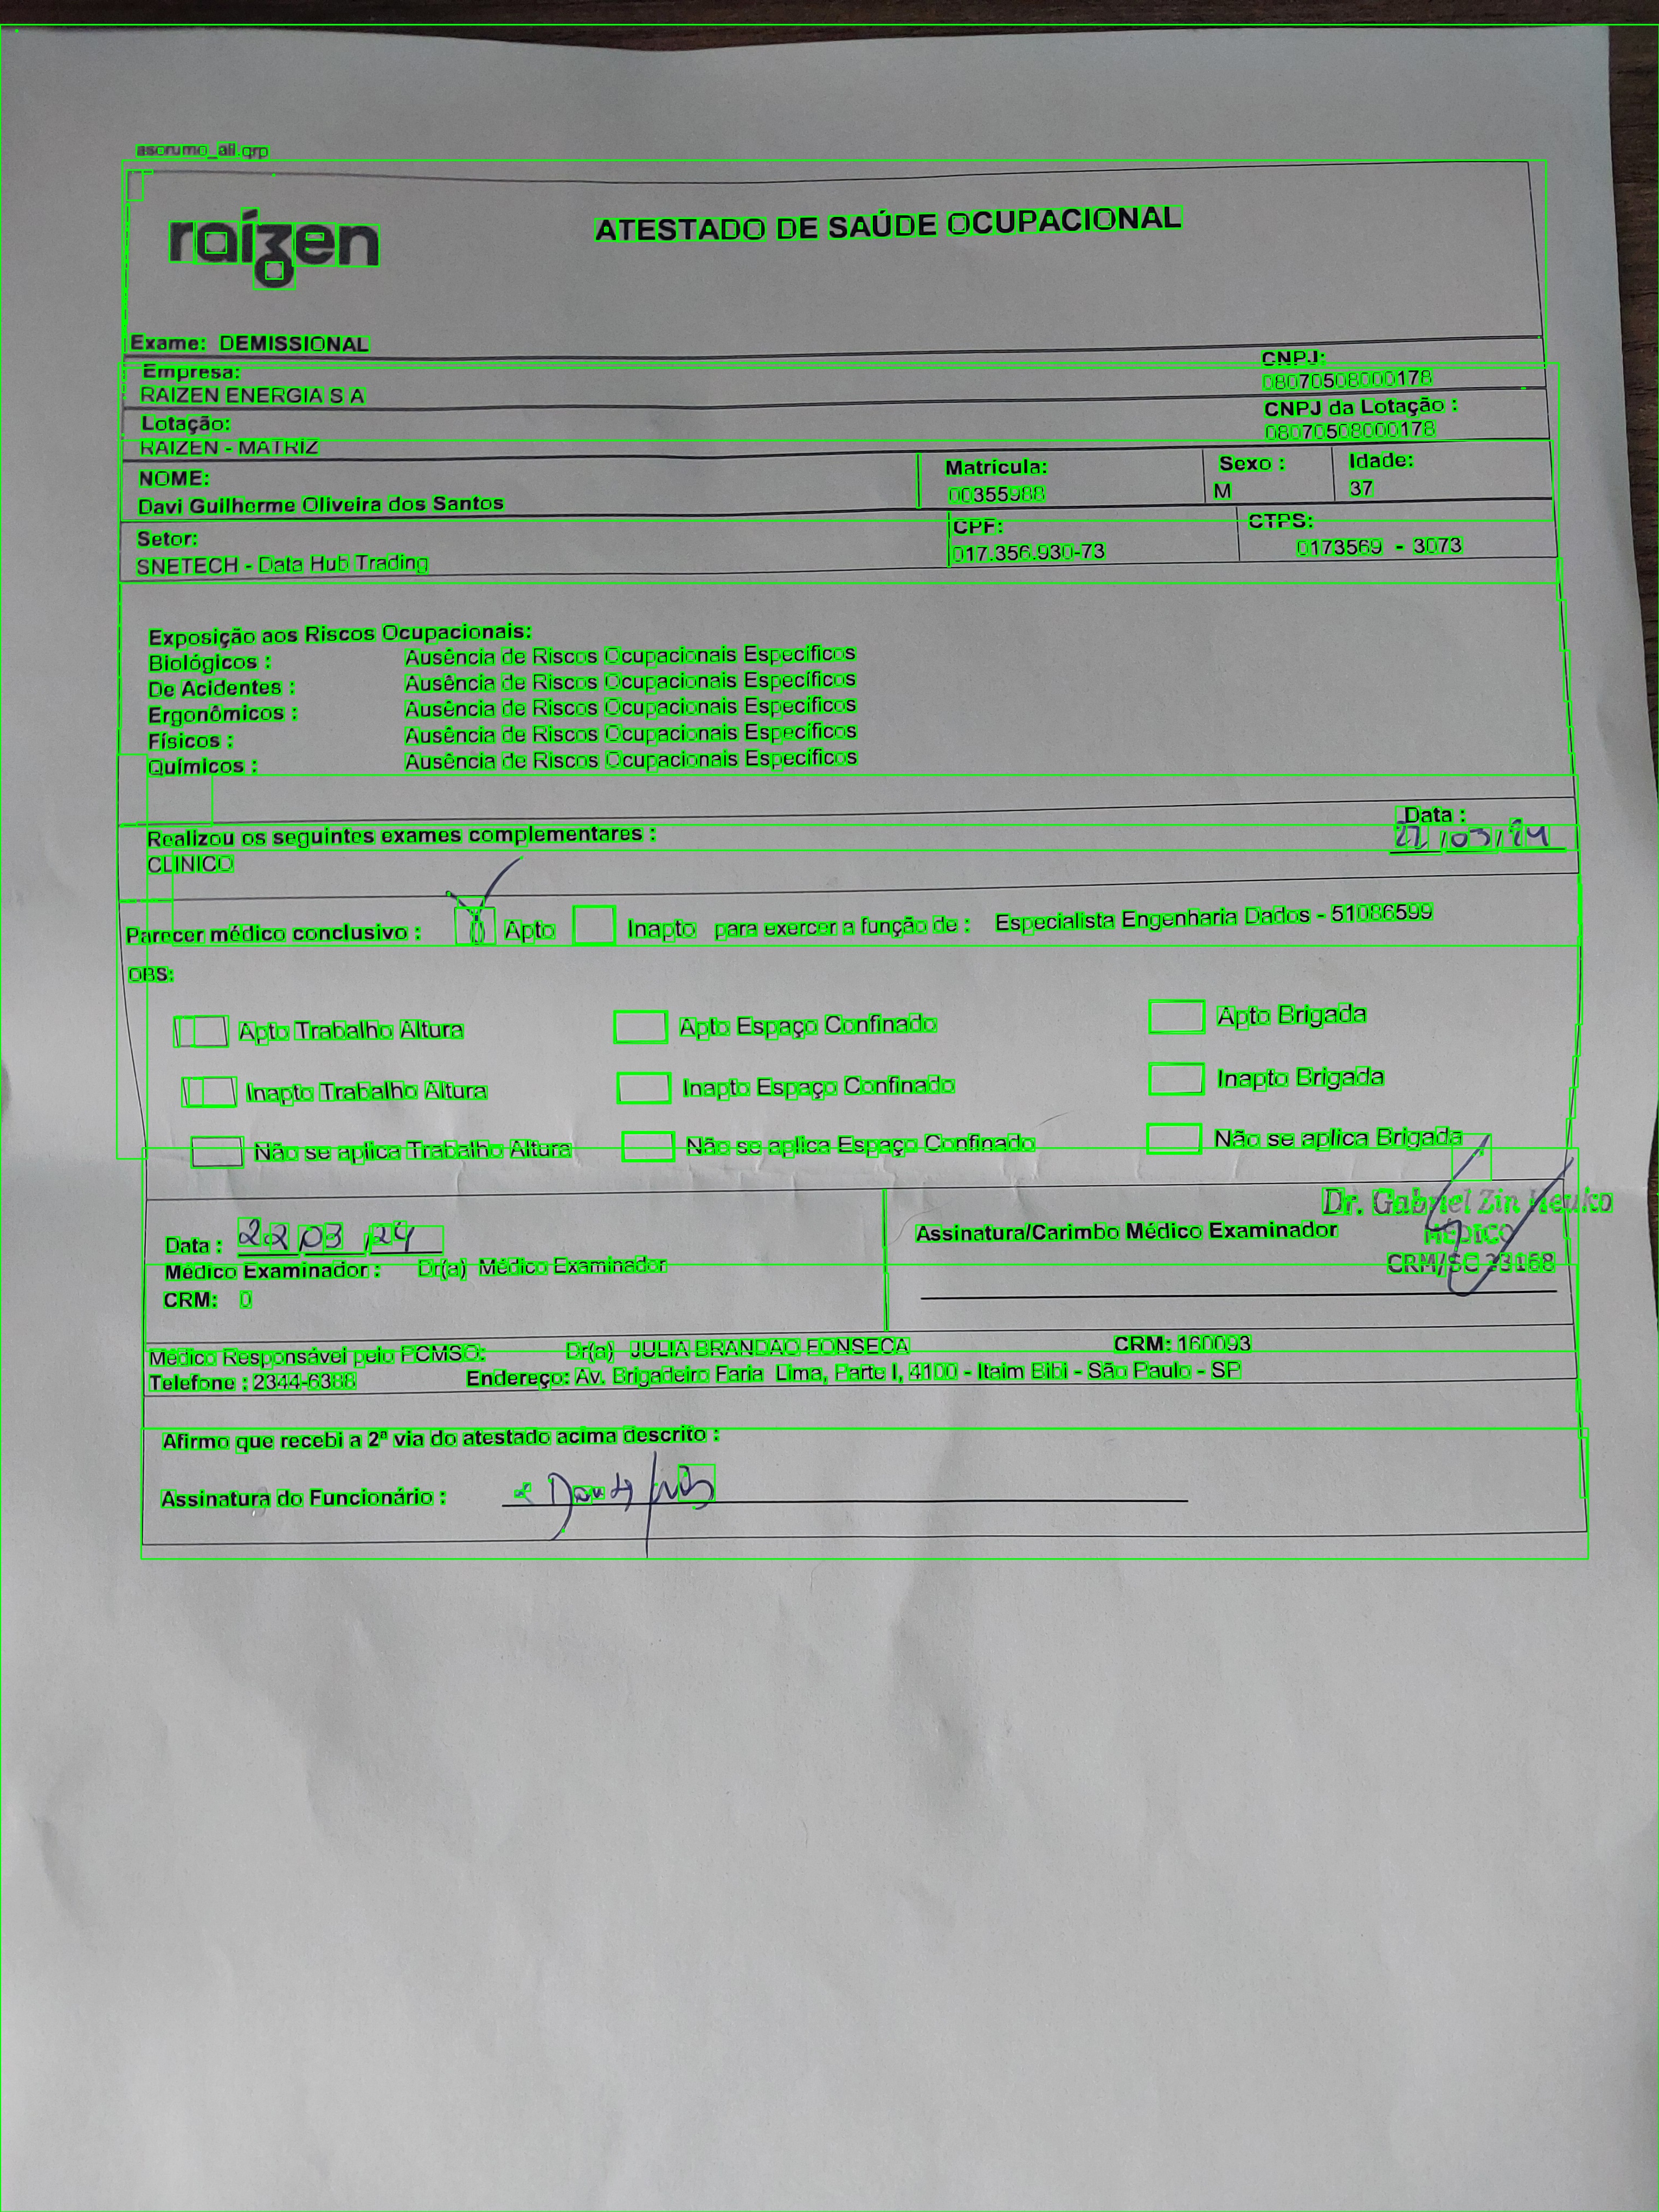 asorumo_all.qrp
raízen
ATESTADO DE SAÚDE OCUPACIONAL
Exame: DEMISSIONAL
Empresa: CNPJ:
RAIZEN ENERGIA S A 08070508000178
Lotação: CNPJ da Lotação :
RAIZEN - MATRIZ 08070508000178
NOME: Matrícula: Sexo : Idade:
Davi Guilherme Oliveira dos Santos 00355988 M 37
Setor: CPF: CTPS:
SNETECH - Data Hub Trading 017.356.930-73 0173569 - 3073
Exposição aos Riscos Ocupacionais:
Biológicos : Ausência de Riscos Ocupacionais Específicos
De Acidentes : Ausência de Riscos Ocupacionais Específicos
Ergonômicos : Ausência de Riscos Ocupacionais Específicos
Físicos : Ausência de Riscos Ocupacionais Específicos
Químicos : Ausência de Riscos Ocupacionais Específicos
Realizou os seguintes exames complementares : Data :
CLINICO 22/03/24
Parecer médico conclusivo : Apto Inapto para exercer a função de : Especialista Engenharia Dados - 51086599
OBS:
Apto Trabalho Altura Apto Espaço Confinado Apto Brigada
Inapto Trabalho Altura Inapto Espaço Confinado Inapto Brigada
Não se aplica Trabalho Altura Não se aplica Espaço Confinado Não se aplica Brigada
Dr. Gabriel Zin
Data : 22/03/24 Assinatura/Carimbo Médico Examinador MÉDICO
Médico Examinador : Dr(a) Médico Examinador CRM/SC 23168
CRM: 0
Médico Responsável pelo PCMSO: Dr(a) JULIA BRANDAO FONSECA CRM: 160093
Telefone : 2344-6388 Endereço: Av. Brigadeiro Faria Lima, Parte I, 4100 - Itaim Bibi - São Paulo - SP
Afirmo que recebi a 2ª via do atestado acima descrito :
Assinatura do Funcionário :